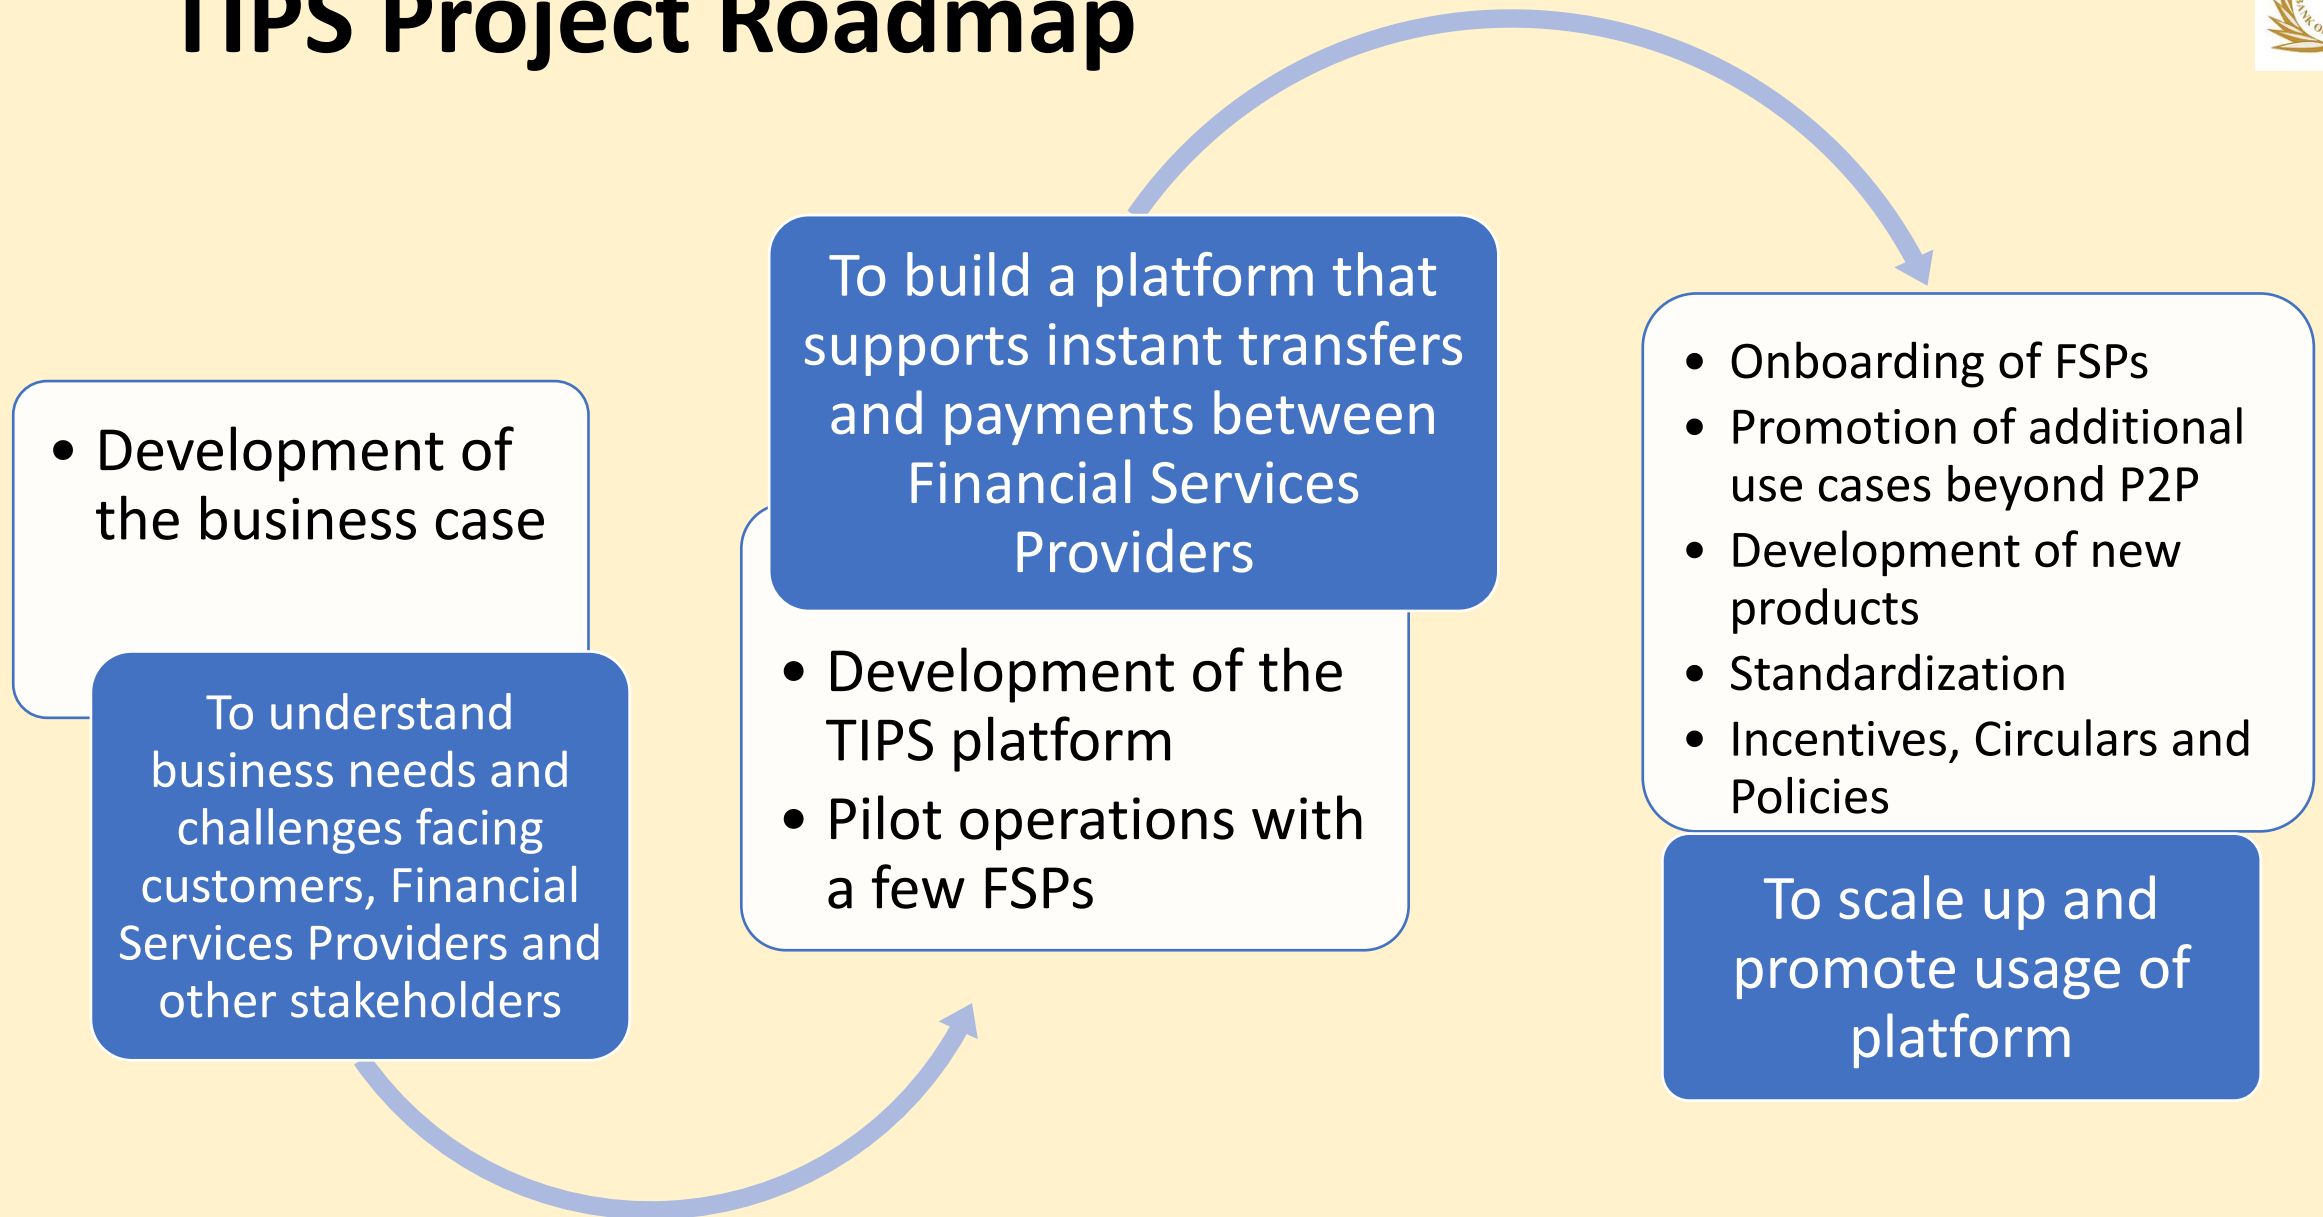 TIPS Project Roadmap
BANK O
• Development of
the business case
To understand
business needs and
challenges facing
customers, Financial
Services Providers and
other stakeholders
To build a platform that
supports instant transfers
and payments between
Financial Services
Providers
• Development of the
TIPS platform
• Pilot operations with
a few FSPs
• Onboarding of FSPs
• Promotion of additional
use cases beyond P2P
• Development of new
products
• Standardization
• Incentives, Circulars and
Policies
To scale up and
promote usage of
platform